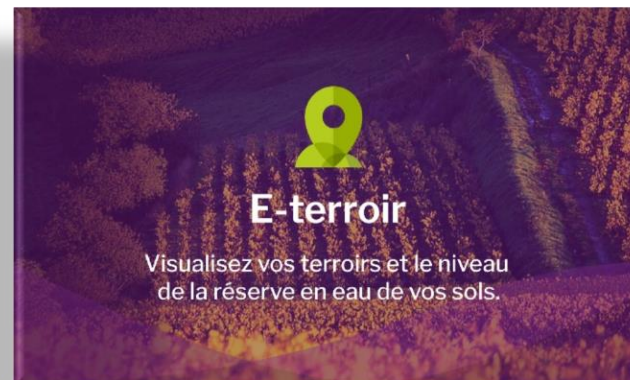 E-terroir
Visualisez vos terroirs et le niveau
de la réserve en eau de vos sols.